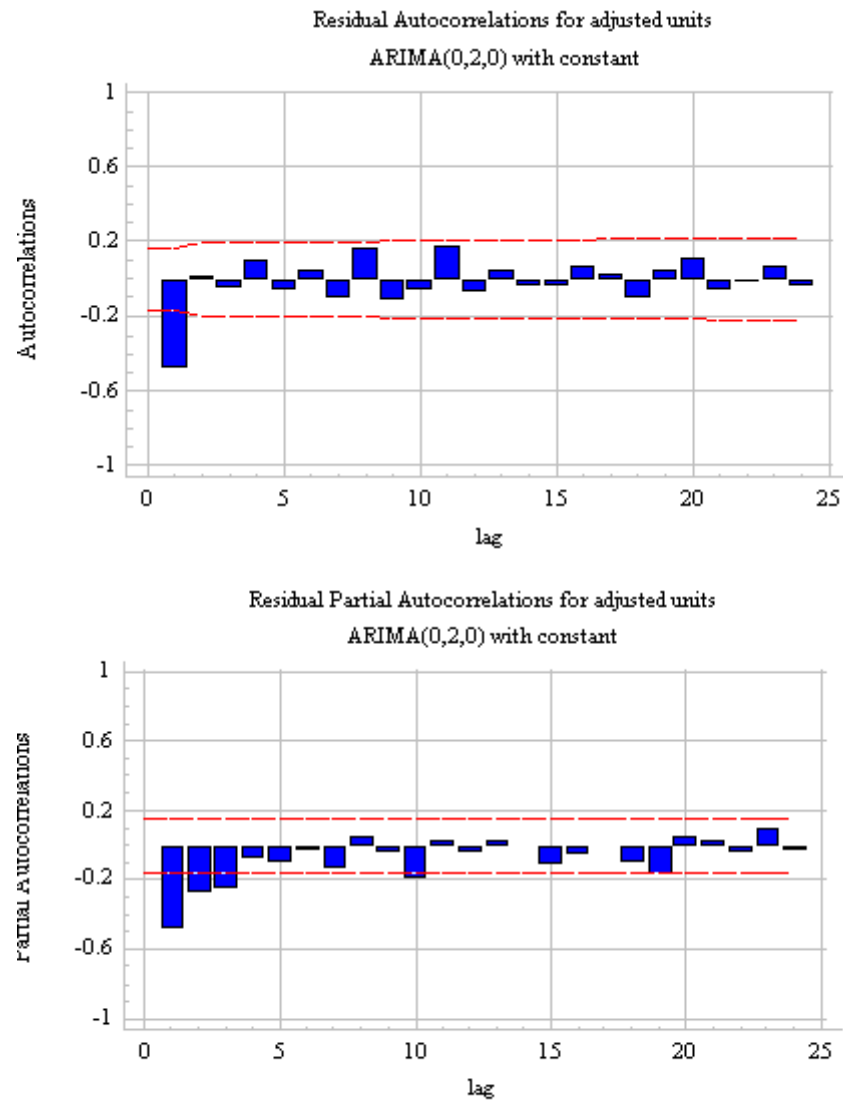 Residual Autocorrelations for adjusted units
ARIMA(0,2,0) with constant
1
0.6
0.2
-0.2
-0.6
-1
Autocorrelations
0 5 10 15 20 25
lag
Residual Partial Autocorrelations for adjusted units
ARIMA(0,2,0) with constant
1
0.6
0.2
-0.2
-0.6
-1
Partial Autocorrelations
0 5 10 15 20 25
lag